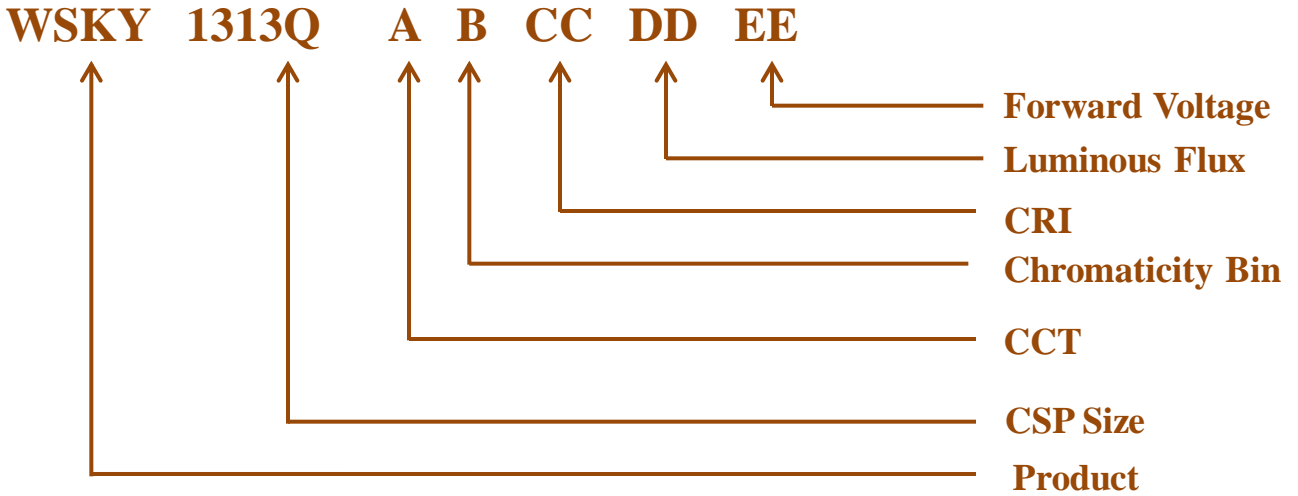 WSKY 1313Q A B CC DD EE
Forward Voltage
Luminous Flux
CRI
Chromaticity Bin
CCT
CSP Size
Product